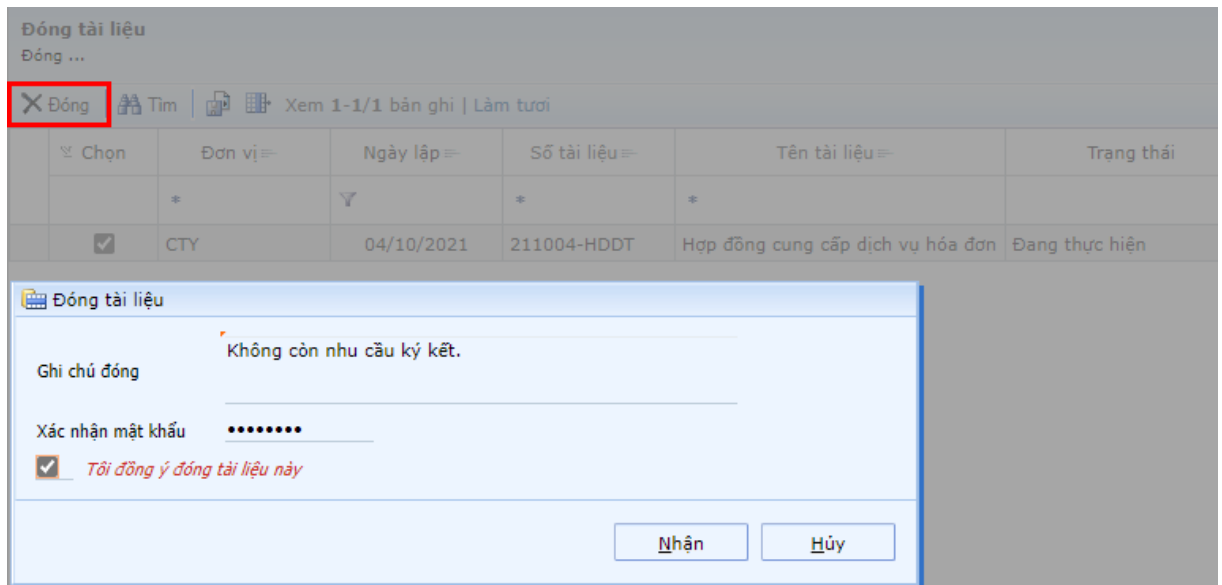 Đóng tài liệu
Đóng ...
Đóng Tìm Xem 1-1/1 bản ghi | Làm tươi
Chọn Đơn vị Ngày lập Số tài liệu Tên tài liệu Trạng thái
* * *
CTY 04/10/2021 211004-HDDT Hợp đồng cung cấp dịch vụ hóa đơn Đang thực hiện
Đóng tài liệu
Không còn nhu cầu ký kết.
Ghi chú đóng
Xác nhận mật khẩu ••••••••
Tôi đồng ý đóng tài liệu này
Nhận Hủy